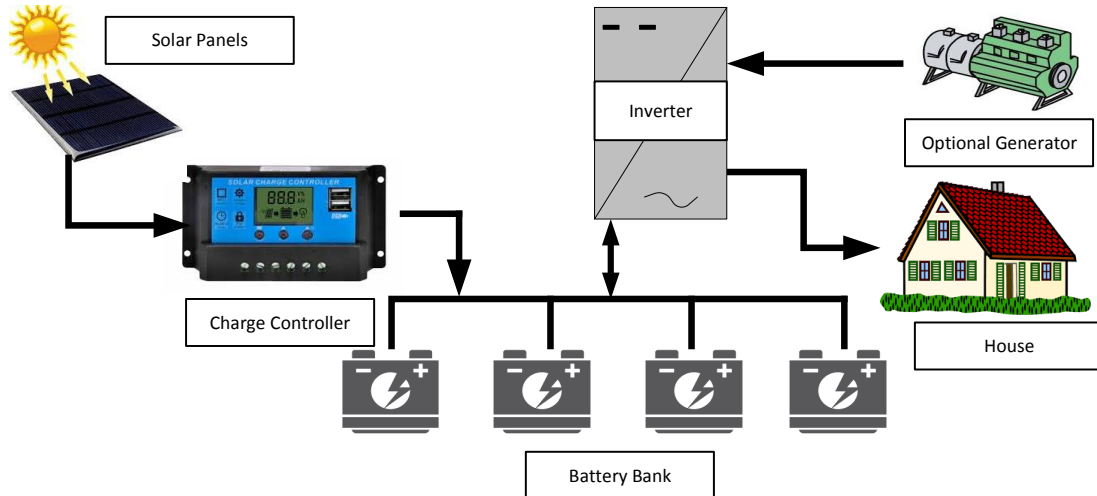 Solar Panels
Inverter
Optional Generator
SOLAR CHARGE CONTROLLER
88.8
Charge Controller
House
Battery Bank